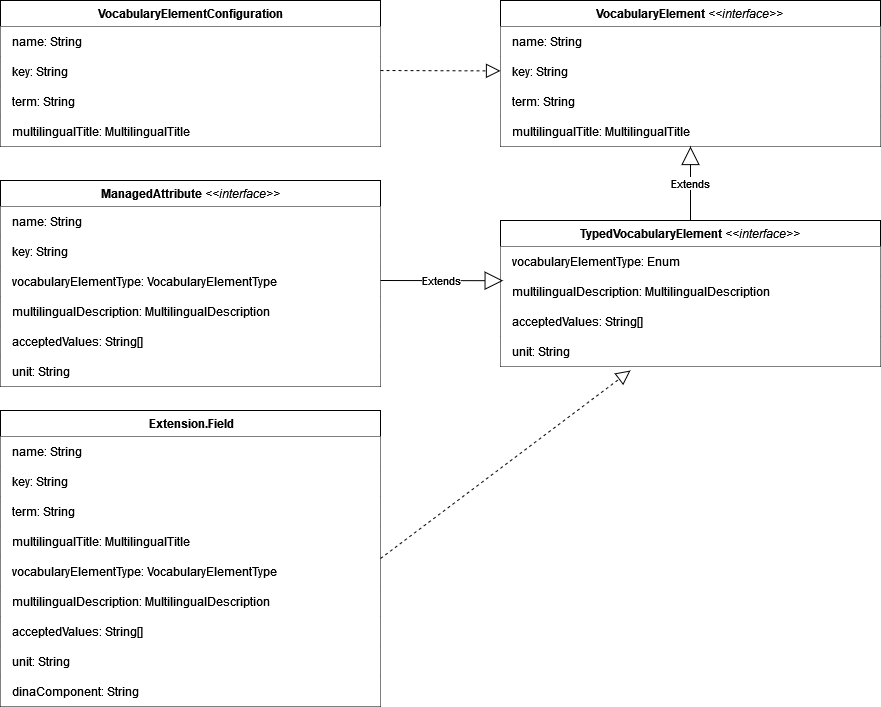 VocabularyElementConfiguration
name: String
key: String
term: String
multilingualTitle: MultilingualTitle
VocabularyElement <<interface>>
name: String
key: String
term: String
multilingualTitle: MultilingualTitle
Extends
ManagedAttribute <<interface>>
name: String
key: String
vocabularyElementType: VocabularyElementType
multilingualDescription: MultilingualDescription
acceptedValues: String[]
unit: String
Extends
TypedVocabularyElement <<interface>>
vocabularyElementType: Enum
multilingualDescription: MultilingualDescription
acceptedValues: String[]
unit: String
Extension.Field
name: String
key: String
term: String
multilingualTitle: MultilingualTitle
vocabularyElementType: VocabularyElementType
multilingualDescription: MultilingualDescription
acceptedValues: String[]
unit: String
dinaComponent: String